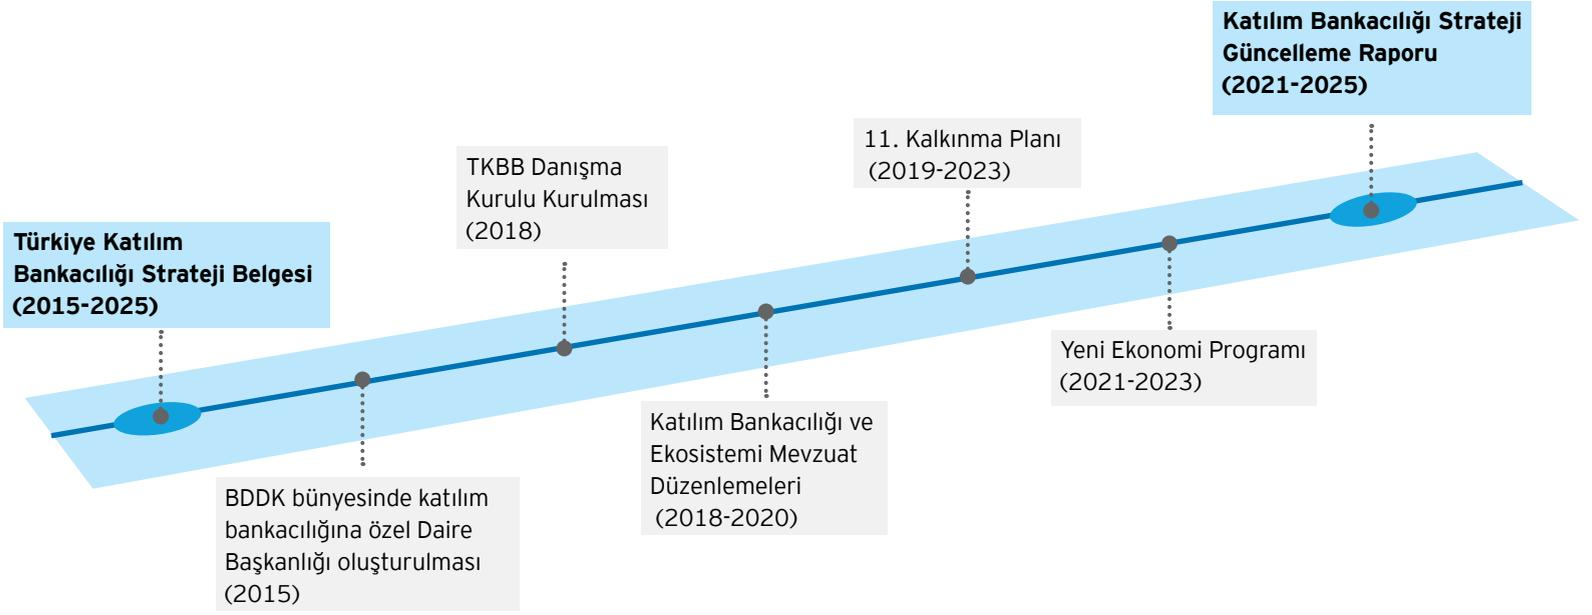 Türkiye Katılım
Bankacılığı Strateji Belgesi
(2015-2025)
BDDK bünyesinde katılım
bankacılığına özel Daire
Başkanlığı oluşturulması
(2015)
TKBB Danışma
Kurulu Kurulması
(2018)
Katılım Bankacılığı ve
Ekosistemi Mevzuat
Düzenlemeleri
(2018-2020)
11. Kalkınma Planı
(2019-2023)
Yeni Ekonomi Programı
(2021-2023)
Katılım Bankacılığı Strateji
Güncelleme Raporu
(2021-2025)